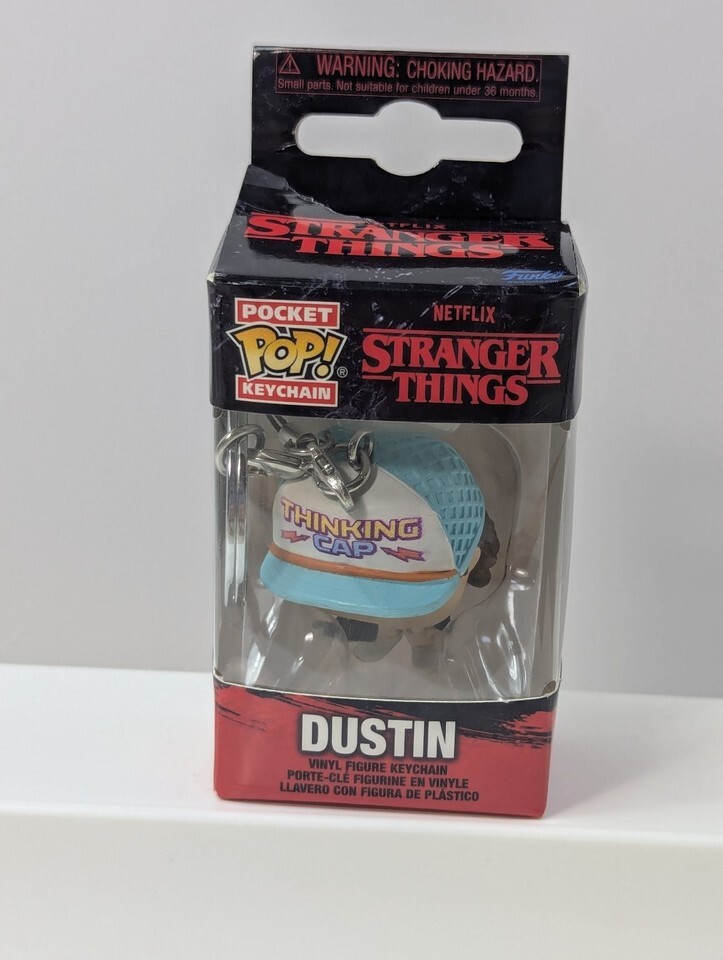 WARNING: CHOKING HAZARD.
Small parts. Not suitable for children under 36 months.
NETFLIX
STRANGER
THINGS
Funko
POCKET
POP!®
KEYCHAIN
NETFLIX
STRANGER
THINGS
THINKING
CAP
DUSTIN
VINYL FIGURE KEYCHAIN
PORTE-CLÉ FIGURINE EN VINYLE
LLAVERO CON FIGURA DE PLÁSTICO